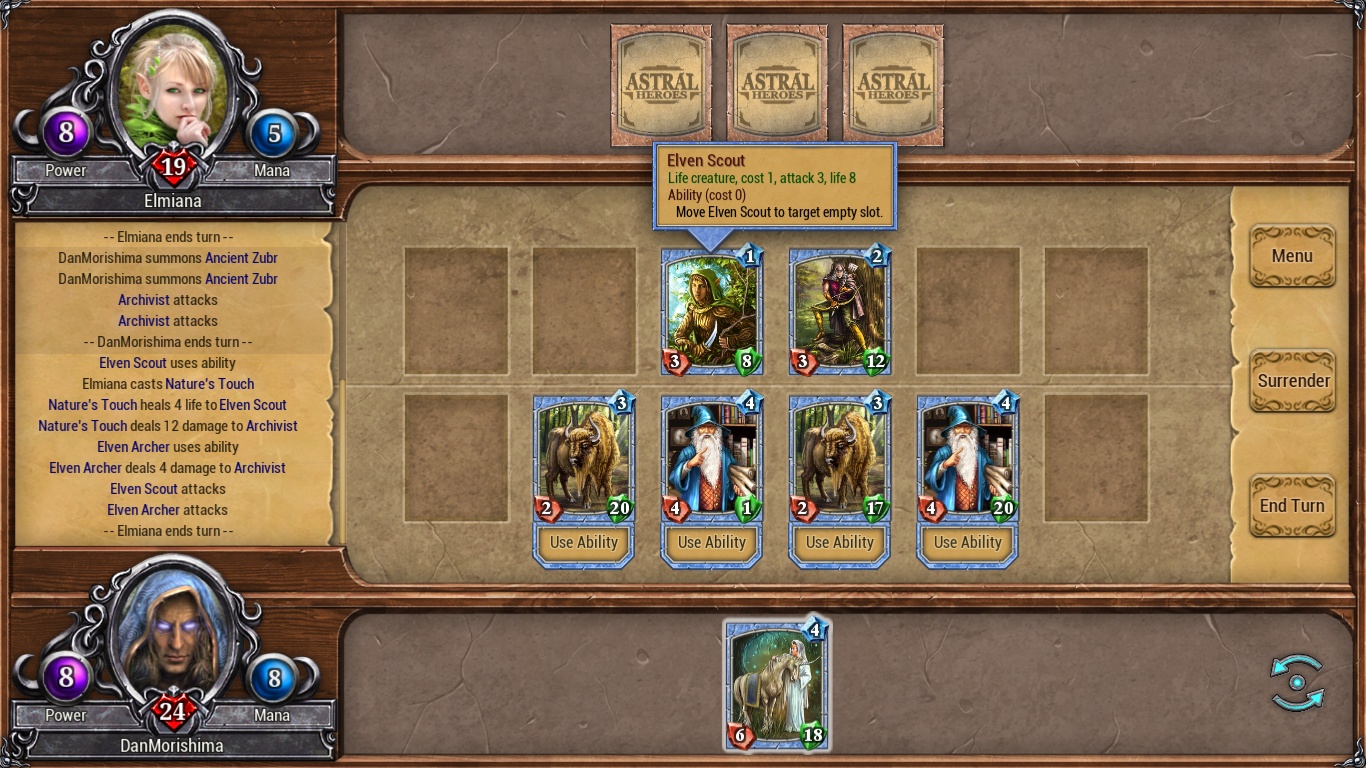 8
5
19
Power
Mana
Elmiana
ASTRAL
HEROES
ASTRAL
HEROES
ASTRAL
HEROES
-- Elmiana ends turn --
DanMorishima summons Ancient Zubr
DanMorishima summons Ancient Zubr
Archivist attacks
Archivist attacks
-- DanMorishima ends turn --
Elven Scout uses ability
Elmiana casts Nature's Touch
Nature's Touch heals 4 life to Elven Scout
Nature's Touch deals 12 damage to Archivist
Elven Archer uses ability
Elven Archer deals 4 damage to Archivist
Elven Scout attacks
Elven Archer attacks
-- Elmiana ends turn --
Elven Scout
Life creature, cost 1, attack 3, life 8
Ability (cost 0)
Move Elven Scout to target empty slot.
1
3 8
2
3 12
3
2 20
Use Ability
4
4 1
Use Ability
3
2 17
Use Ability
4
4 20
Use Ability
Menu
Surrender
End Turn
8
8
24
Power
Mana
DanMorishima
4
6 18